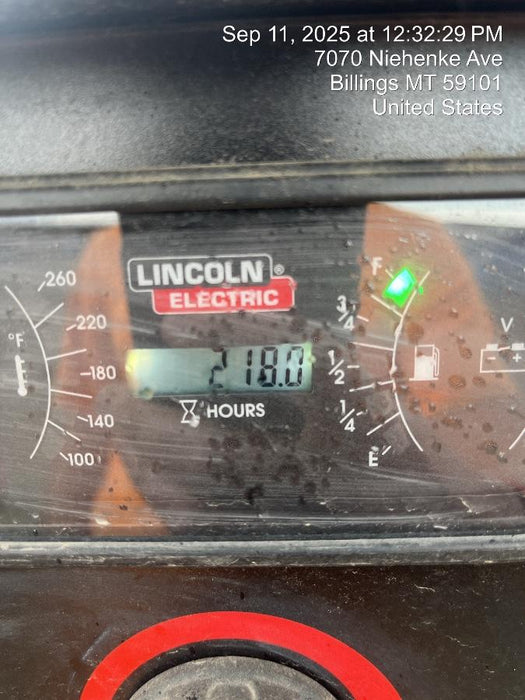 Sep 11, 2025 at 12:32:29 PM
7070 Niehenke Ave
Billings MT 59101
United States
LINCOLN®
ELECTRIC
218.0
HOURS
°F
260
220
180
140
100
F
3/4
1/2
1/4
E
V
- +